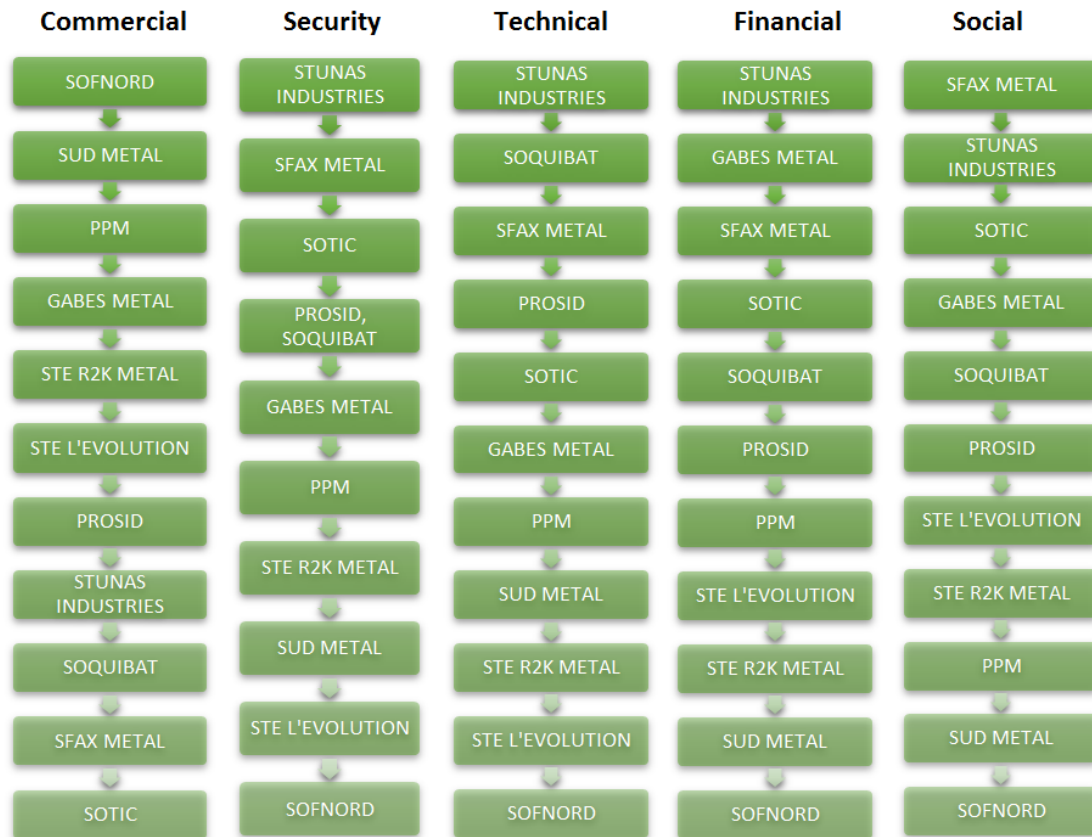 Commercial
SOFNORD
SUD METAL
PPM
GABES METAL
STE R2K METAL
STE L'EVOLUTION
PROSID
STUNAS
INDUSTRIES
SOQUIBAT
SFAX METAL
SOTIC
Security
STUNAS
INDUSTRIES
SFAX METAL
SOTIC
PROSID,
SOQUIBAT
GABES METAL
PPM
STE R2K METAL
SUD METAL
STE L'EVOLUTION
SOFNORD
Technical
STUNAS
INDUSTRIES
SOQUIBAT
SFAX METAL
PROSID
SOTIC
GABES METAL
PPM
SUD METAL
STE R2K METAL
STE L'EVOLUTION
SOFNORD
Financial
STUNAS
INDUSTRIES
GABES METAL
SFAX METAL
SOTIC
SOQUIBAT
PROSID
PPM
STE L'EVOLUTION
STE R2K METAL
SUD METAL
SOFNORD
Social
SFAX METAL
STUNAS
INDUSTRIES
SOTIC
GABES METAL
SOQUIBAT
PROSID
STE L'EVOLUTION
STE R2K METAL
PPM
SUD METAL
SOFNORD